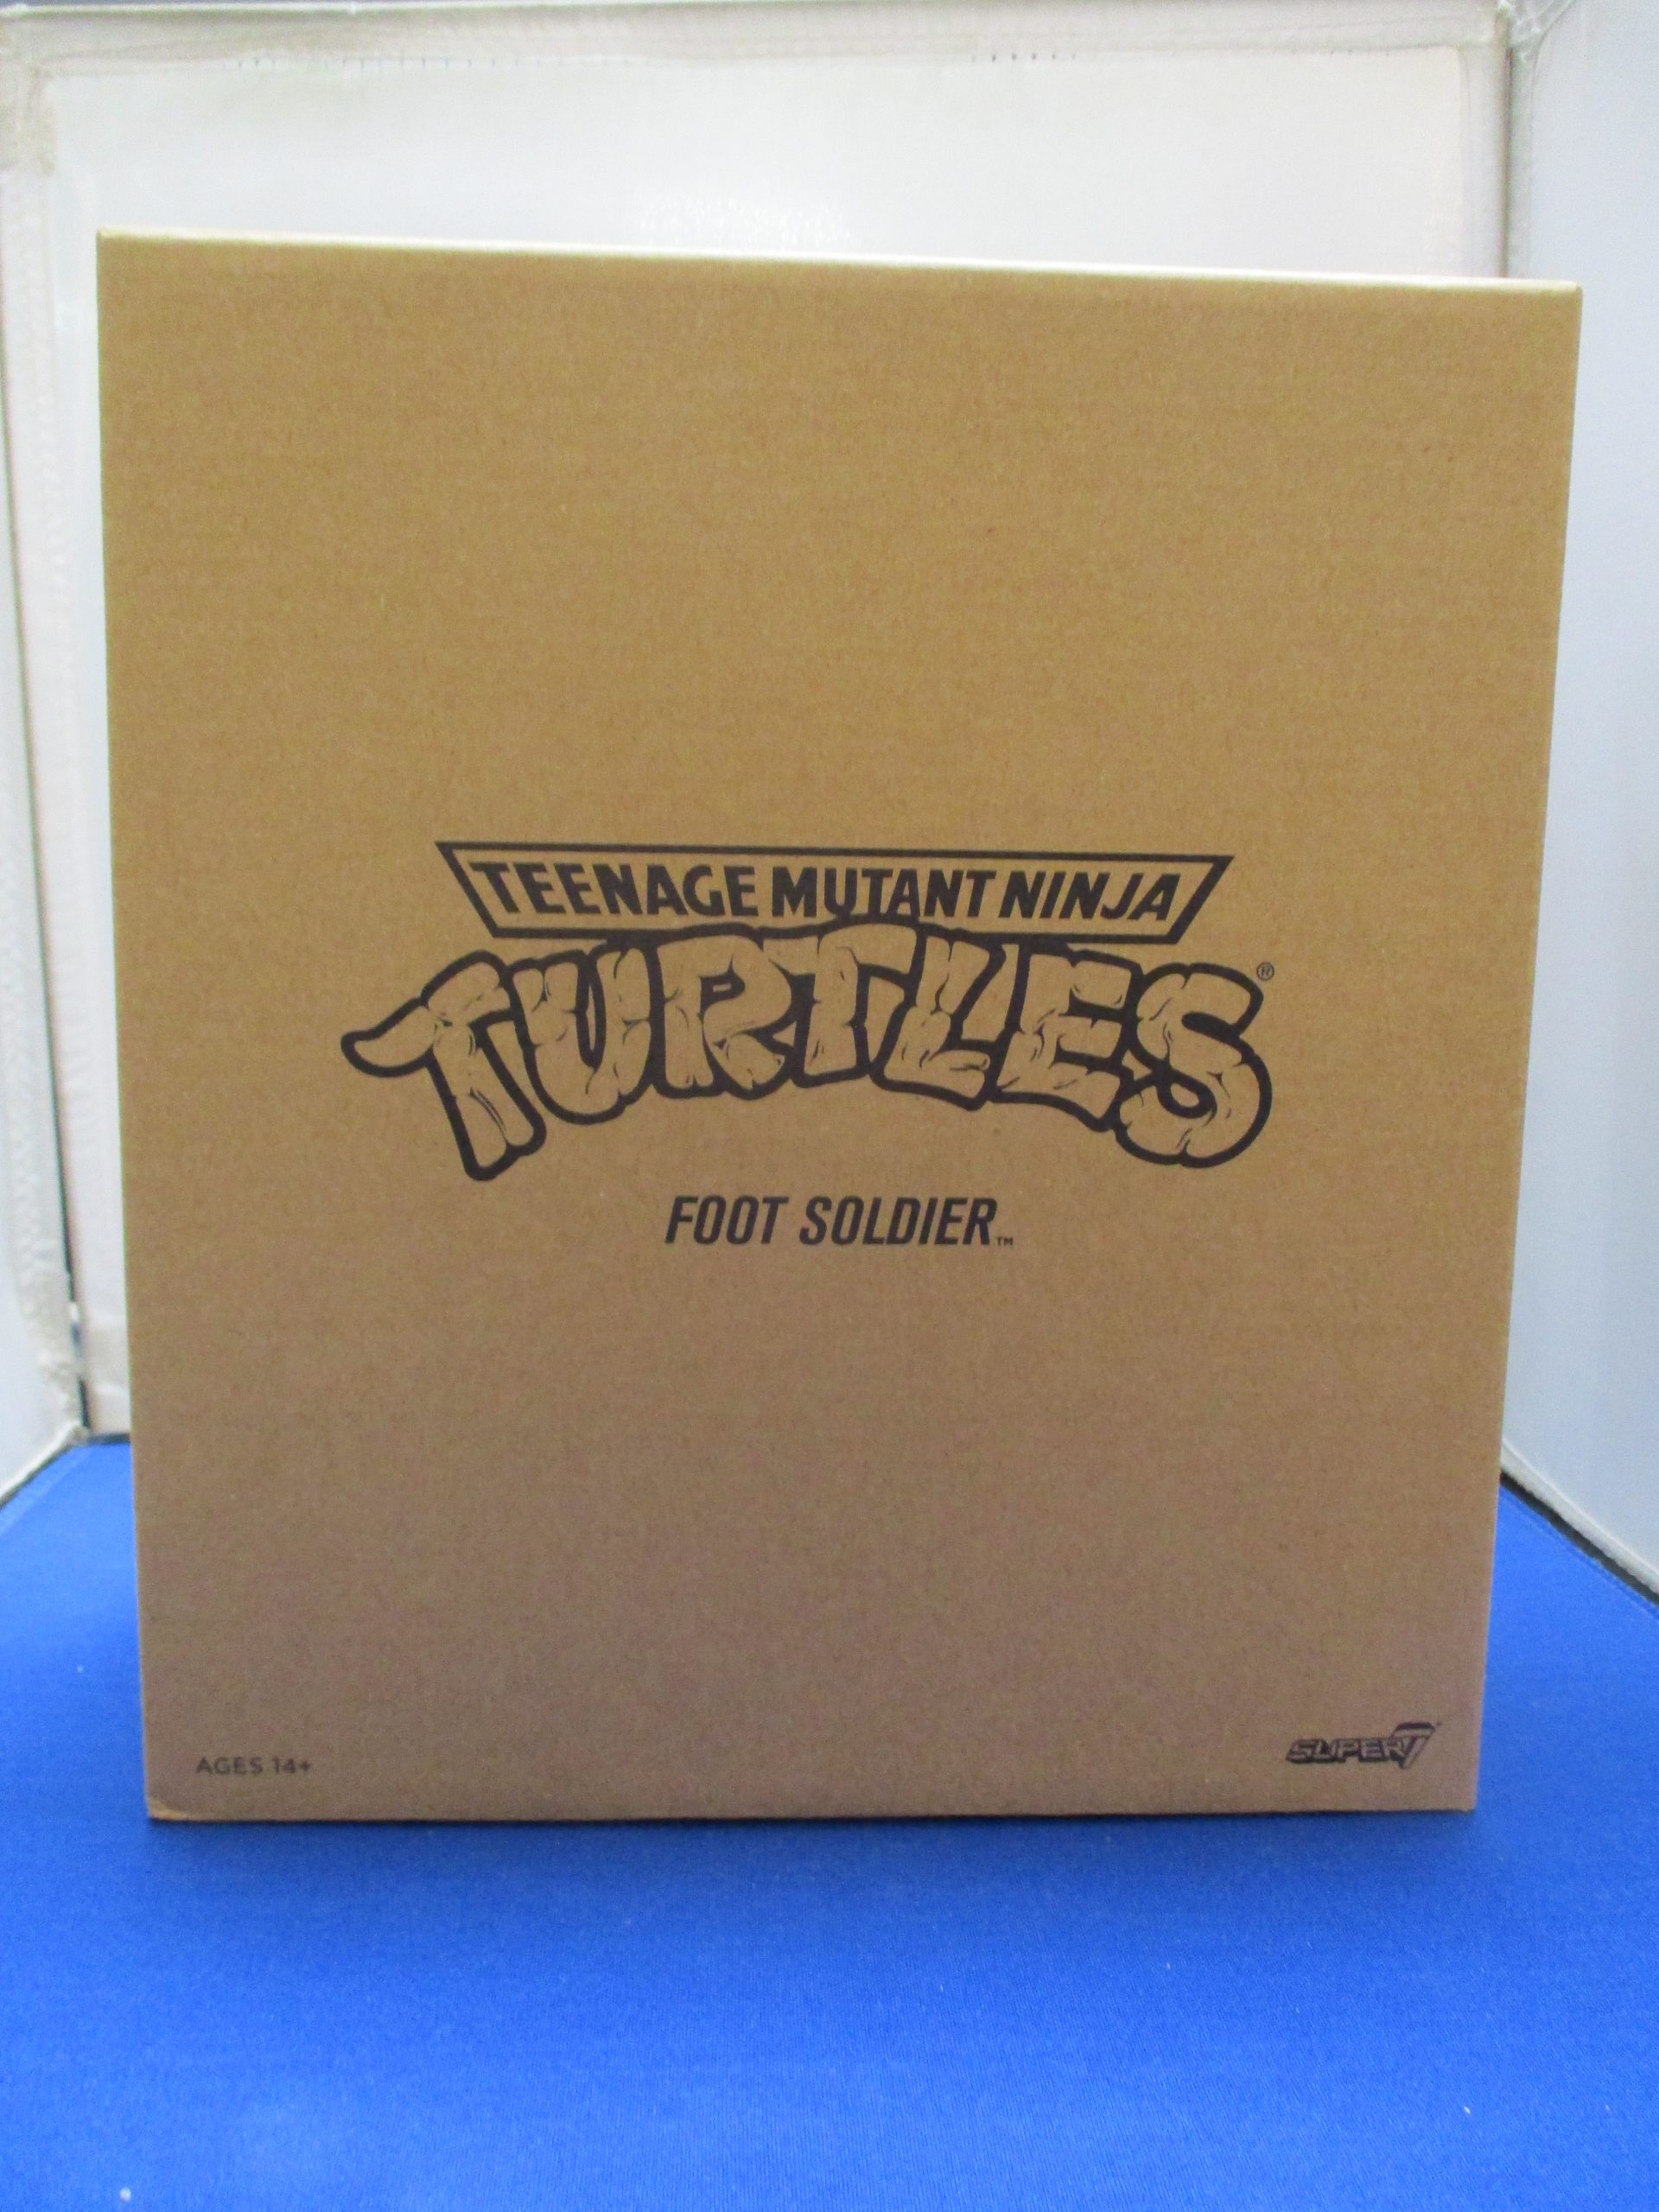 TEENAGE MUTANT NINJA
TURTLES®
FOOT SOLDIER™
AGES 14+
SUPER7